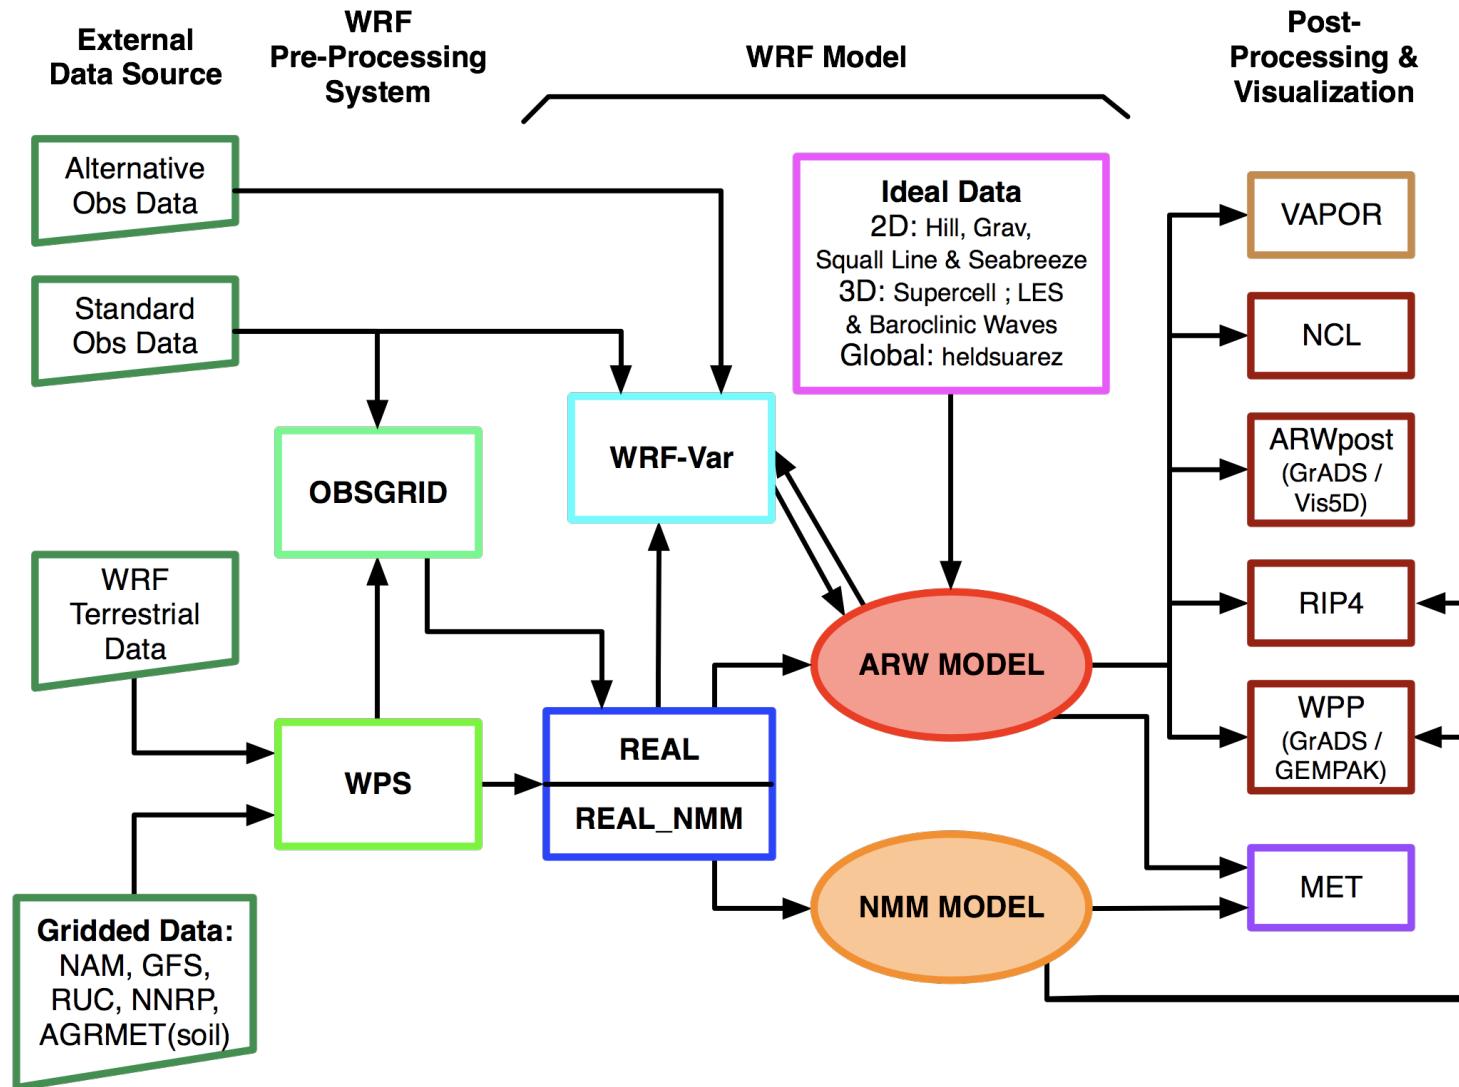 External
Data Source
WRF
Pre-Processing
System
WRF Model
Post-
Processing &
Visualization
Alternative
Obs Data
Standard
Obs Data
WRF
Terrestrial
Data
Gridded Data:
NAM, GFS,
RUC, NNRP,
AGRMET(soil)
OBSGRID
WPS
WRF-Var
REAL
REAL_NMM
Ideal Data
2D: Hill, Grav,
Squall Line & Seabreeze
3D: Supercell ; LES
& Baroclinic Waves
Global: heldsuarez
ARW MODEL
NMM MODEL
VAPOR
NCL
ARWpost
(GrADS /
Vis5D)
RIP4
WPP
(GrADS /
GEMPAK)
MET